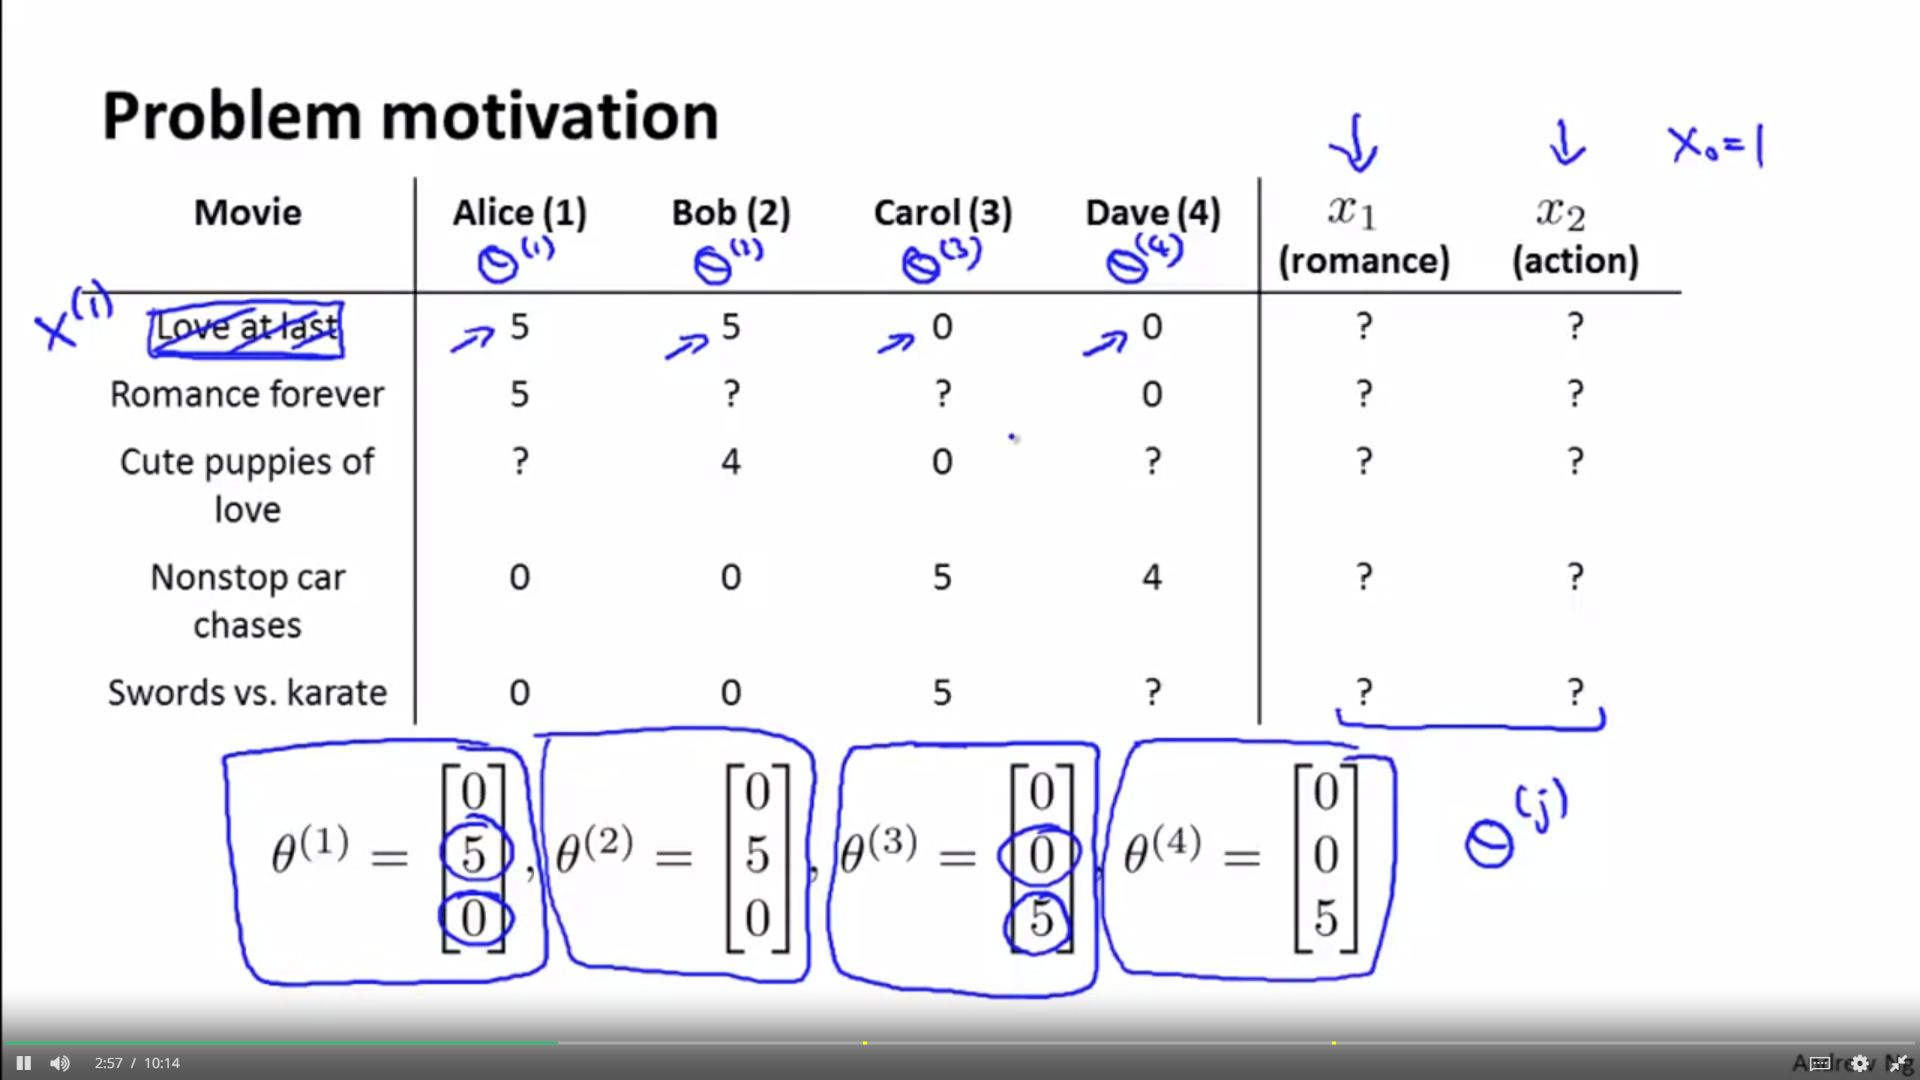 Problem motivation
X₀=1
Movie Alice (1) Bob (2) Carol (3) Dave (4) x₁ x₂
θ⁽¹⁾ θ⁽²⁾ θ⁽³⁾ θ⁽⁴⁾ (romance) (action)
X⁽¹⁾ Love at last 5 5 0 0 ? ?
Romance forever 5 ? ? 0 ? ?
Cute puppies of ? 4 0 ? ? ?
love
Nonstop car 0 0 5 4 ? ?
chases
Swords vs. karate 0 0 5 ? ? ?
θ⁽¹⁾ = [0 5 0], θ⁽²⁾ = [0 5 0], θ⁽³⁾ = [0 0 5], θ⁽⁴⁾ = [0 0 5] θ⁽ʲ⁾
2:57 / 10:14
Andrew Ng